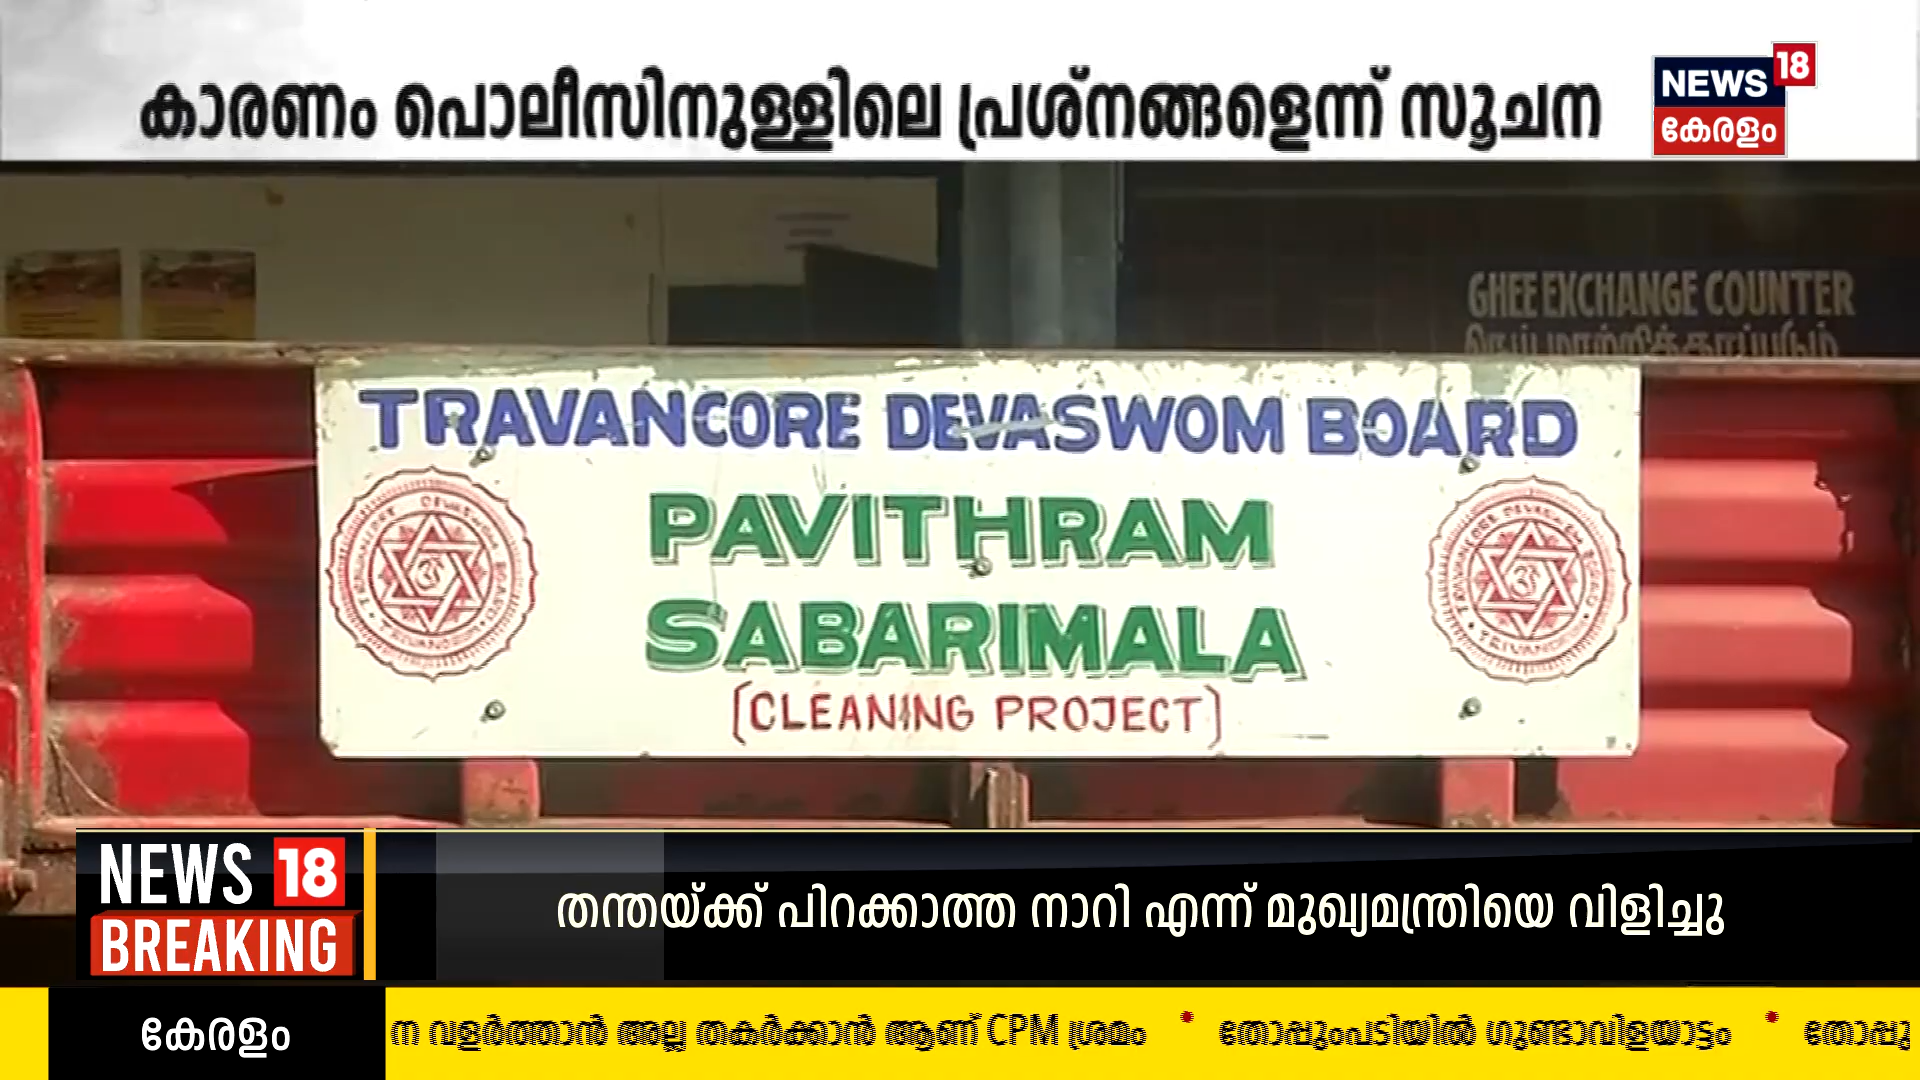 കാരണം പൊലീസിനുള്ളിലെ പ്രശ്നങ്ങളെന്ന് സൂചന
NEWS 18
കേരളം
GHEE EXCHANGE COUNTER
TRAVANCORE DEVASWOM BOARD
PAVITHRAM
SABARIMALA
(CLEANING PROJECT)
NEWS 18
BREAKING
തന്തയ്ക്ക് പിറക്കാത്ത നാറി എന്ന് മുഖ്യമന്ത്രിയെ വിളിച്ചു
കേരളം
ന വളർത്താൻ അല്ല തകർക്കാൻ ആണ് CPM ശ്രമം * തോപ്പുംപടിയിൽ ഗുണ്ടാവിളയാട്ടം * തോപ്പു